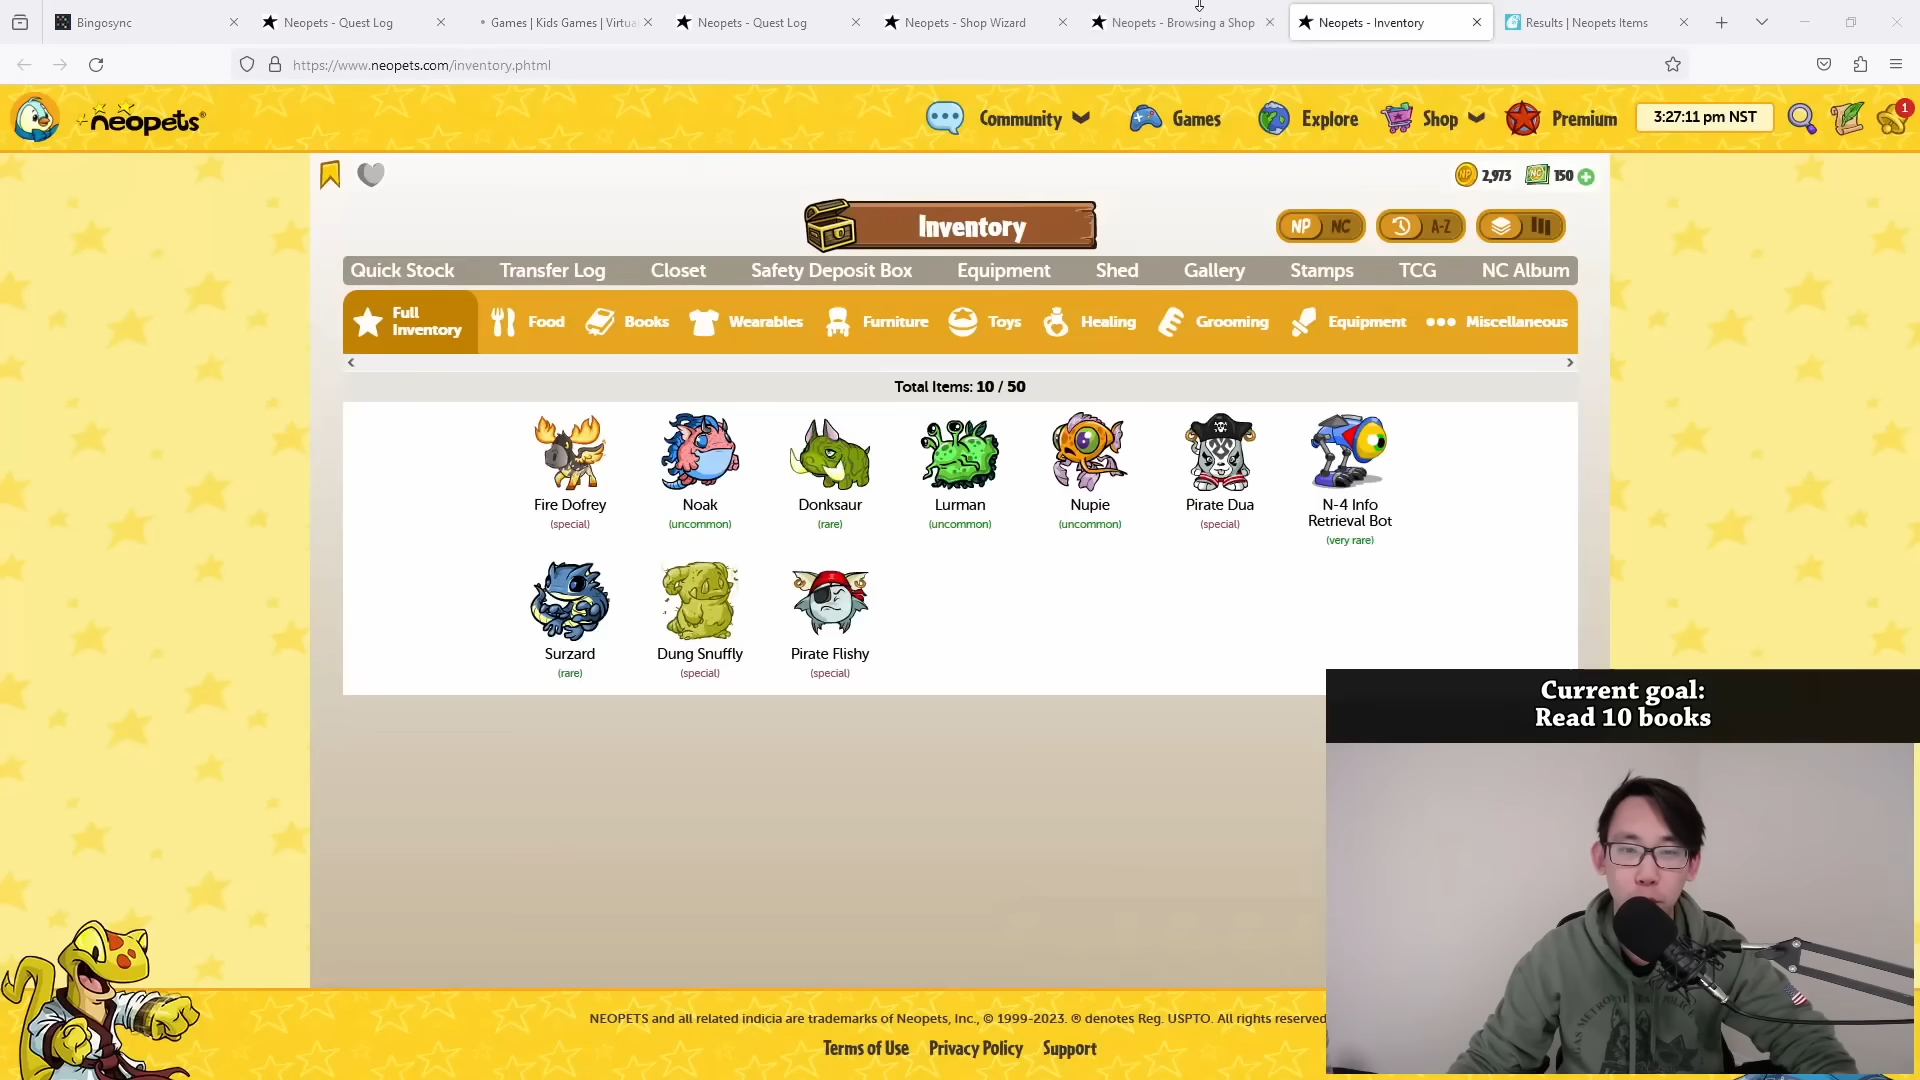 Bingosync
Neopets - Quest Log
Games | Kids Games | Virtua
Neopets - Quest Log
Neopets - Shop Wizard
Neopets - Browsing a Shop
Neopets - Inventory
Results | Neopets Items
https://www.neopets.com/inventory.phtml
neopets
Community
Games
Explore
Shop
Premium
3:27:11 pm NST
1
NP 2,973
NC 150
Inventory
NP NC
A-Z
Quick Stock
Transfer Log
Closet
Safety Deposit Box
Equipment
Shed
Gallery
Stamps
TCG
NC Album
Full
Inventory
Food
Books
Wearables
Furniture
Toys
Healing
Grooming
Equipment
Miscellaneous
Total Items: 10 / 50
Fire Dofrey
(special)
Noak
(uncommon)
Donksaur
(rare)
Lurman
(uncommon)
Nupie
(uncommon)
Pirate Dua
(special)
N-4 Info
Retrieval Bot
(very rare)
Surzard
(rare)
Dung Snuffly
(special)
Pirate Flishy
(special)
Current goal:
Read 10 books
NEOPETS and all related indicia are trademarks of Neopets, Inc., © 1999-2023. ® denotes Reg. USPTO. All rights reserved
Terms of Use
Privacy Policy
Support